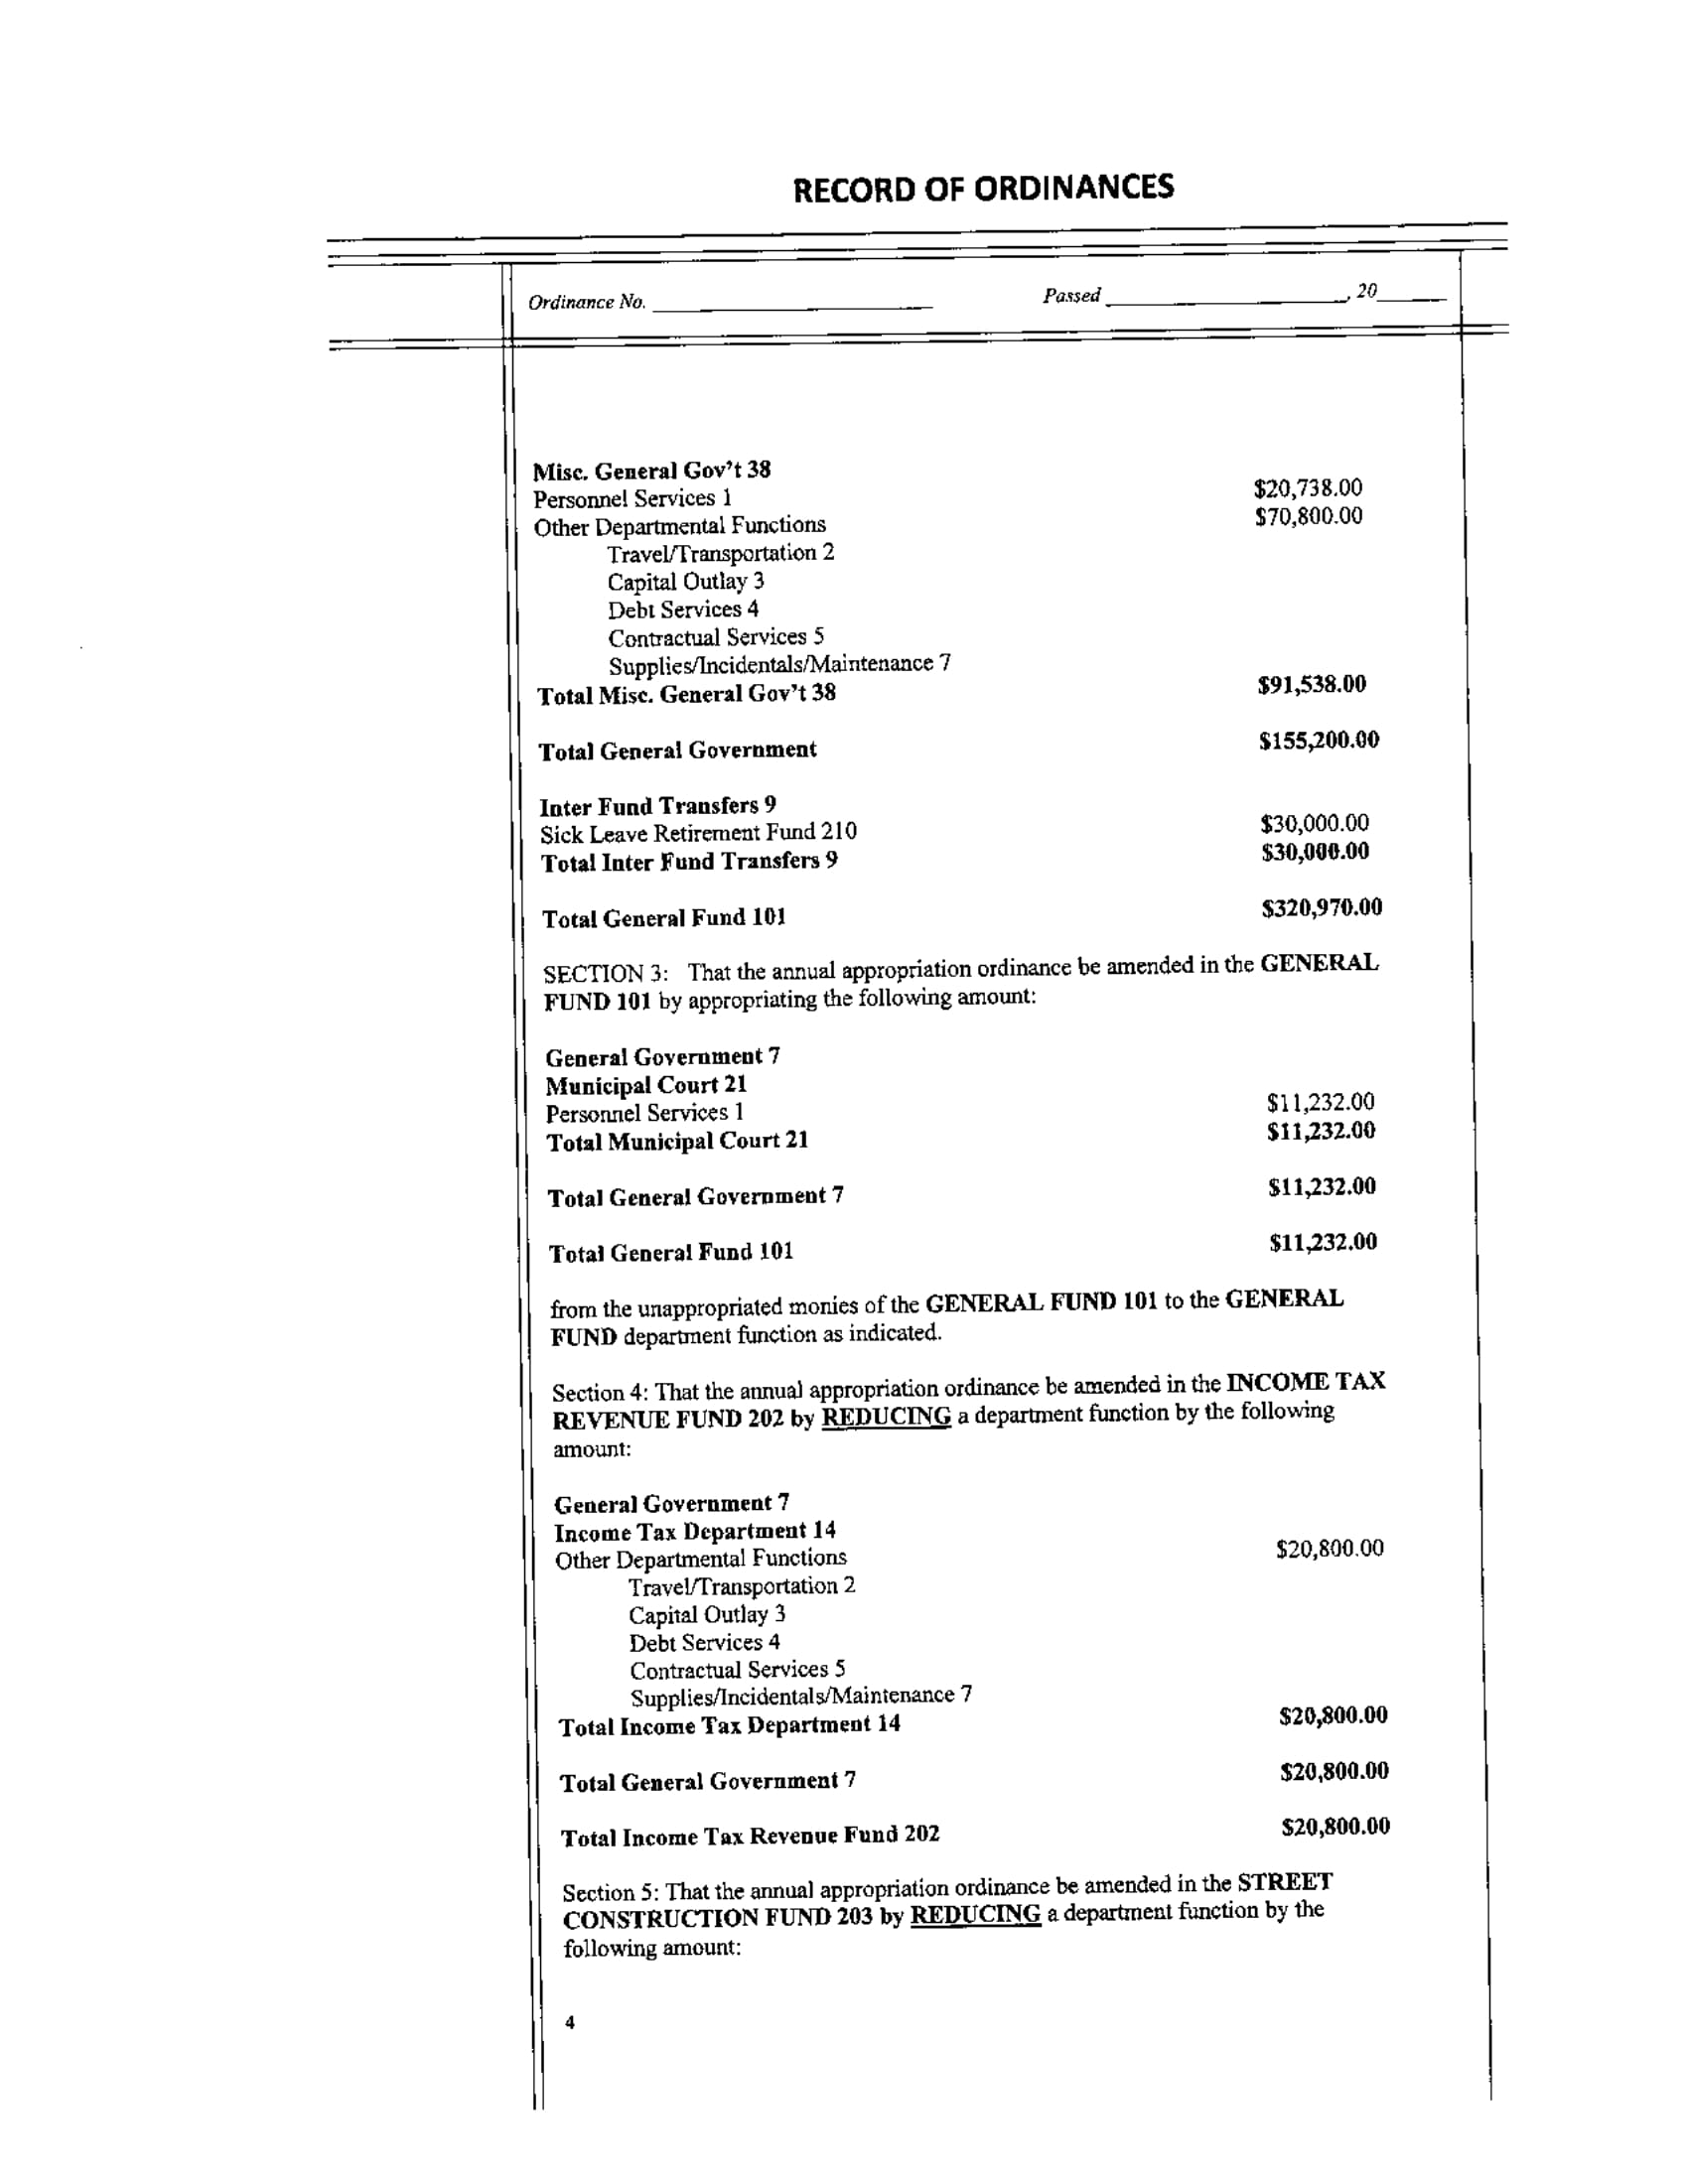 RECORD OF ORDINANCES
Ordinance No. Passed , 20
Misc. General Gov't 38
Personnel Services 1 $20,738.00
Other Departmental Functions $70,800.00
Travel/Transportation 2
Capital Outlay 3
Debt Services 4
Contractual Services 5
Supplies/Incidentals/Maintenance 7
Total Misc. General Gov't 38 $91,538.00
Total General Government $155,200.00
Inter Fund Transfers 9
Sick Leave Retirement Fund 210 $30,000.00
Total Inter Fund Transfers 9 $30,000.00
Total General Fund 101 $320,970.00
SECTION 3: That the annual appropriation ordinance be amended in the GENERAL
FUND 101 by appropriating the following amount:
General Government 7
Municipal Court 21
Personnel Services 1 $11,232.00
Total Municipal Court 21 $11,232.00
Total General Government 7 $11,232.00
Total General Fund 101 $11,232.00
from the unappropriated monies of the GENERAL FUND 101 to the GENERAL
FUND department function as indicated.
Section 4: That the annual appropriation ordinance be amended in the INCOME TAX
REVENUE FUND 202 by REDUCING a department function by the following
amount:
General Government 7
Income Tax Department 14
Other Departmental Functions $20,800.00
Travel/Transportation 2
Capital Outlay 3
Debt Services 4
Contractual Services 5
Supplies/Incidentals/Maintenance 7
Total Income Tax Department 14 $20,800.00
Total General Government 7 $20,800.00
Total Income Tax Revenue Fund 202 $20,800.00
Section 5: That the annual appropriation ordinance be amended in the STREET
CONSTRUCTION FUND 203 by REDUCING a department function by the
following amount:
4